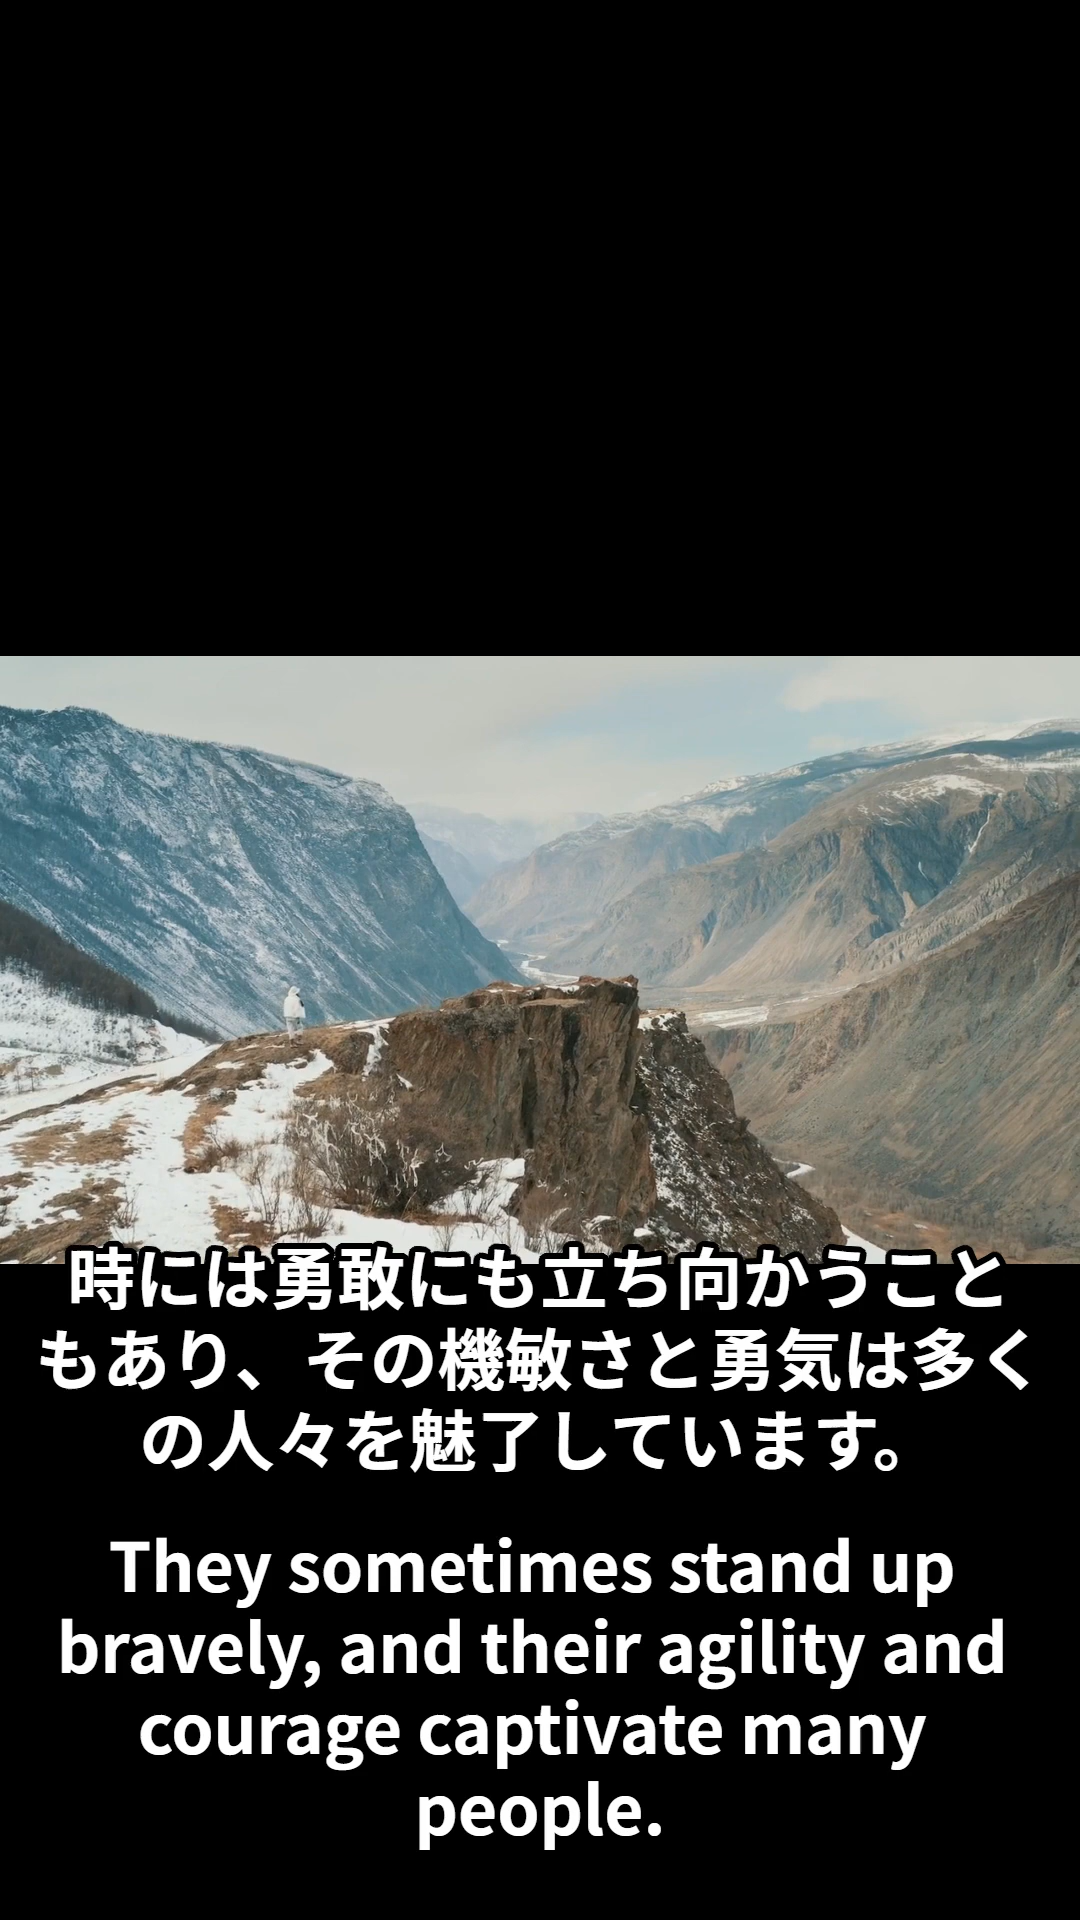 時には勇敢にも立ち向かうこと
もあり、その機敏さと勇気は多く
の人々を魅了しています。
They sometimes stand up
bravely, and their agility and
courage captivate many
people.